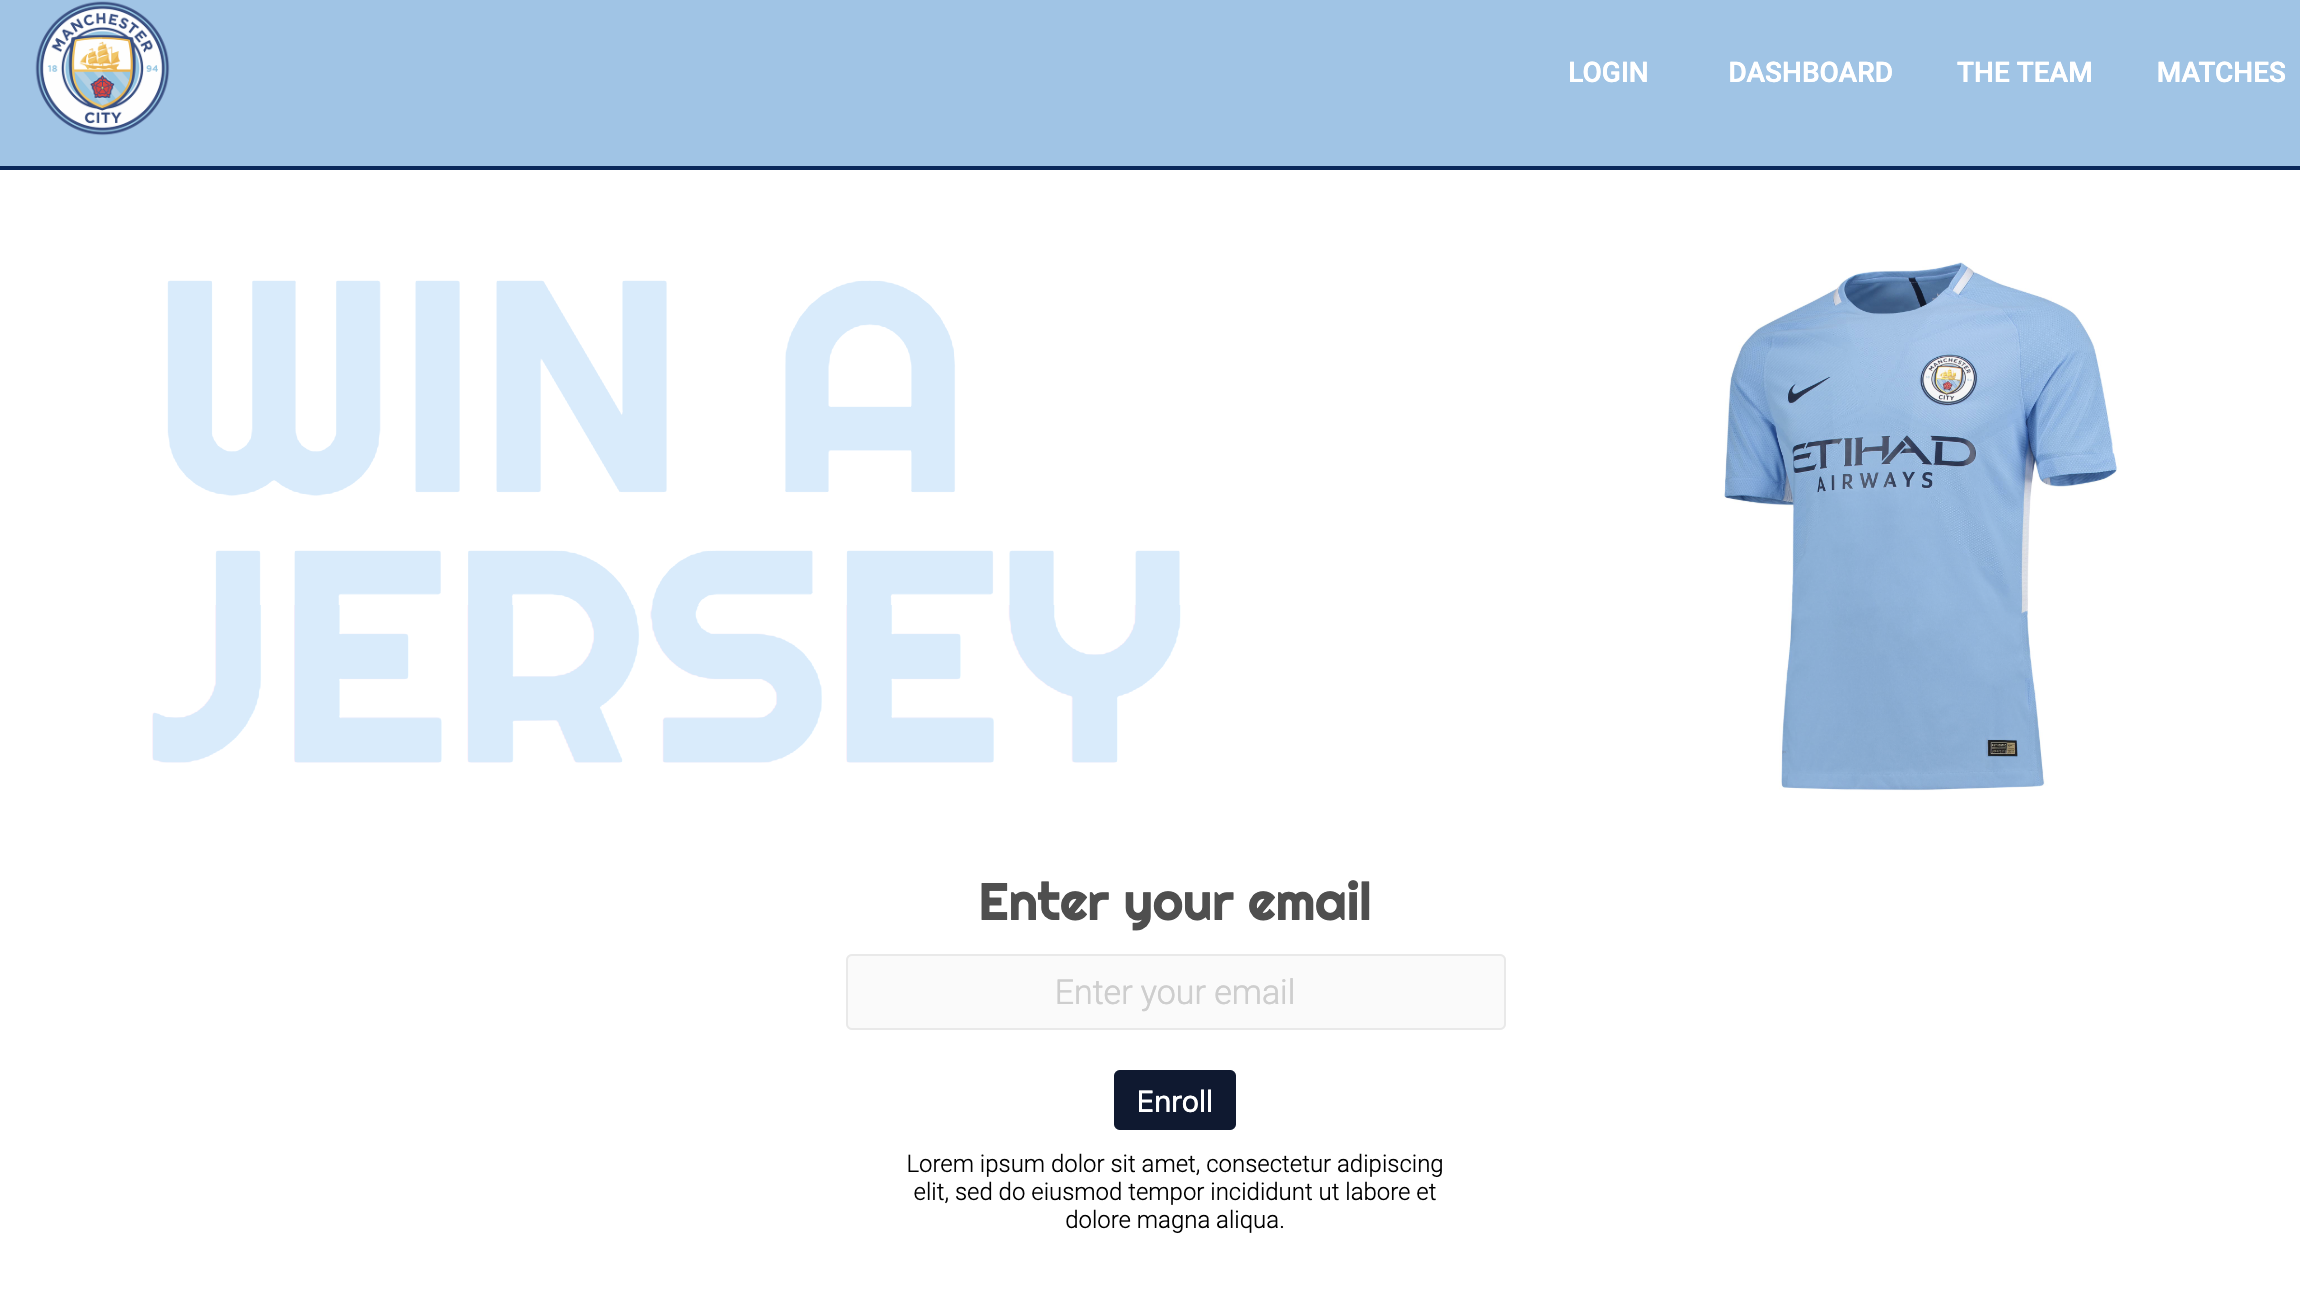 MANCHESTER
18 94
CITY
LOGIN DASHBOARD THE TEAM MATCHES
WIN A
JERSEY
MANCHESTER
CITY
ETIHAD
AIRWAYS
Enter your email
Enter your email
Enroll
Lorem ipsum dolor sit amet, consectetur adipiscing
elit, sed do eiusmod tempor incididunt ut labore et
dolore magna aliqua.